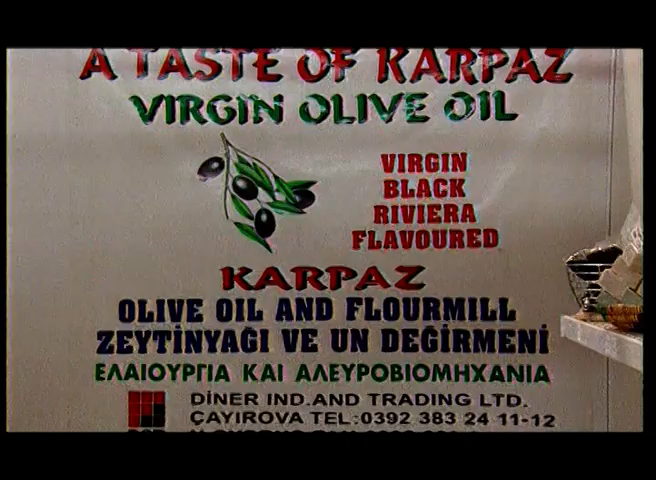 A TASTE OF KARPAZ
VIRGIN OLIVE OIL
VIRGIN
BLACK
RIVIERA
FLAVOURED
KARPAZ
OLIVE OIL AND FLOURMILL
ZEYTİNYAĞI VE UN DEĞİRMENİ
ΕΛΑΙΟΥΡΓΙΑ ΚΑΙ ΑΛΕΥΡΟΒΙΟΜΗΧΑΝΙΑ
DİNER IND.AND TRADING LTD.
ÇAYIROVA TEL:0392 383 24 11-12